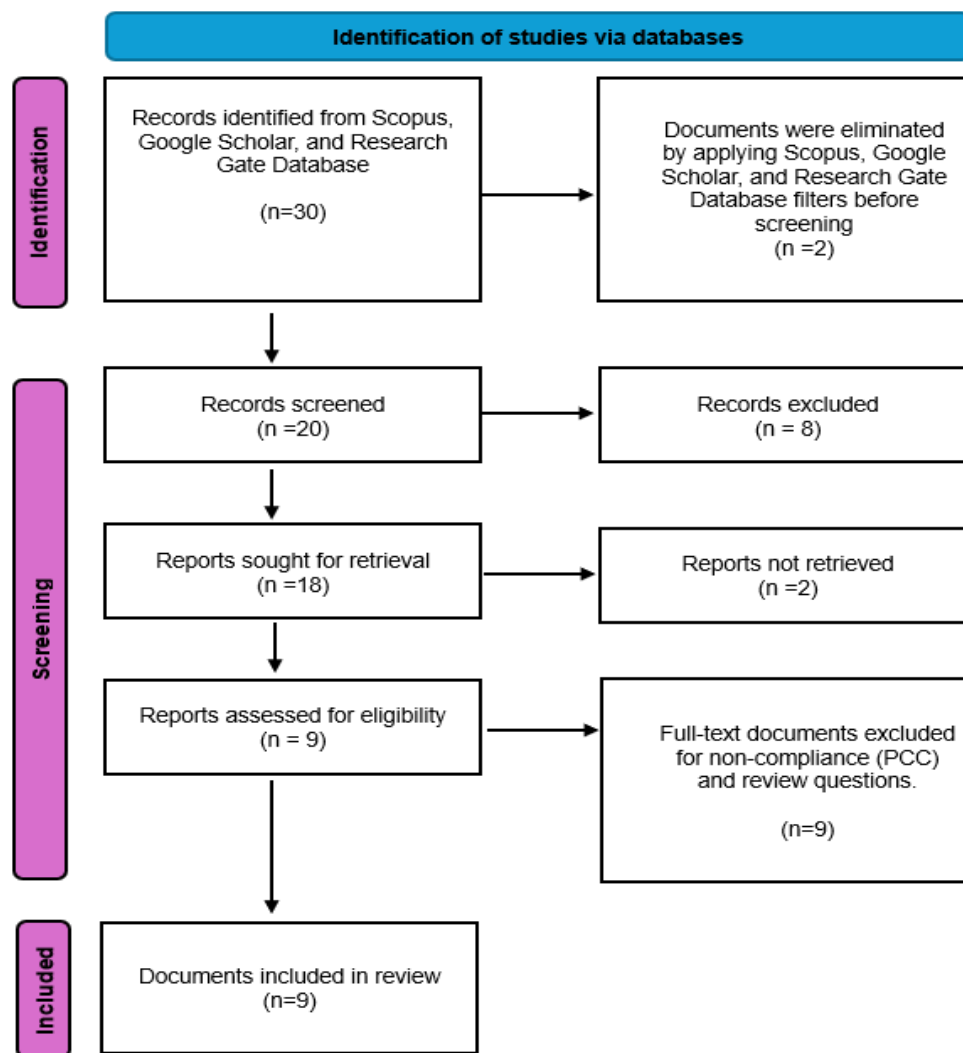 Identification of studies via databases
Identification
Records identified from Scopus,
Google Scholar, and Research
Gate Database
(n=30)
Documents were eliminated
by applying Scopus, Google
Scholar, and Research Gate
Database filters before
screening
(n =2)
Screening
Records screened
(n =20)
Records excluded
(n = 8)
Reports sought for retrieval
(n =18)
Reports not retrieved
(n =2)
Reports assessed for eligibility
(n = 9)
Full-text documents excluded
for non-compliance (PCC)
and review questions.
(n=9)
Included
Documents included in review
(n=9)